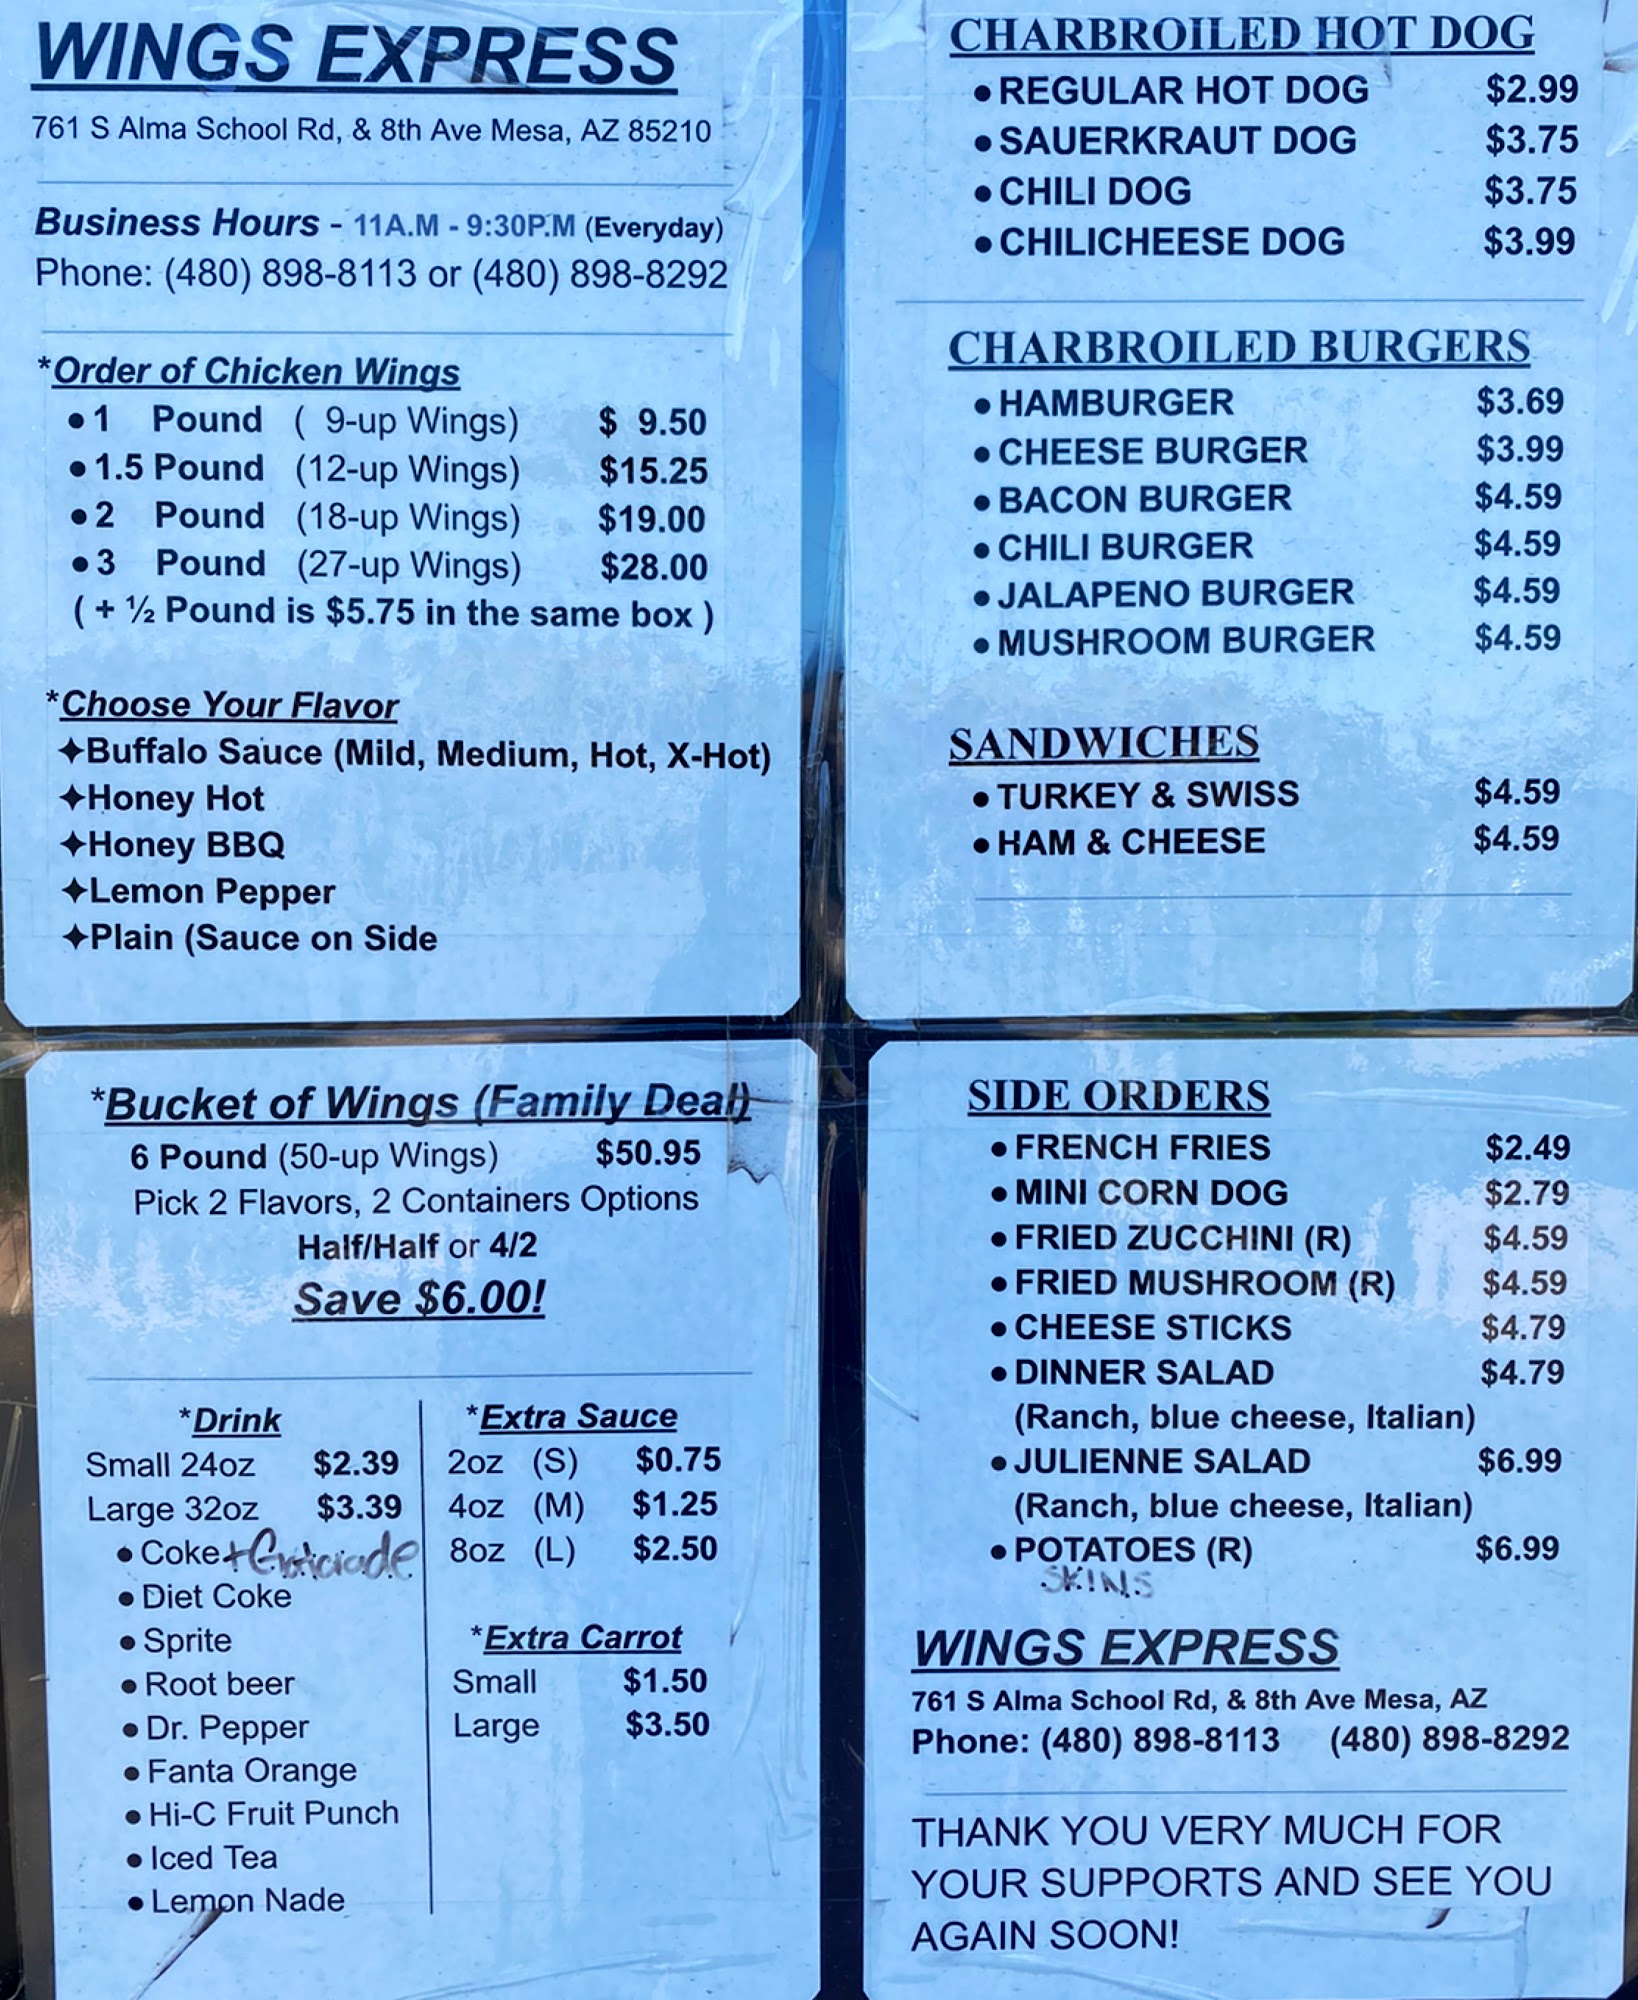 WINGS EXPRESS
761 S Alma School Rd, & 8th Ave Mesa, AZ 85210
Business Hours - 11A.M - 9:30P.M (Everyday)
Phone: (480) 898-8113 or (480) 898-8292
*Order of Chicken Wings
● 1 Pound ( 9-up Wings) $ 9.50
● 1.5 Pound (12-up Wings) $15.25
● 2 Pound (18-up Wings) $19.00
● 3 Pound (27-up Wings) $28.00
( + ½ Pound is $5.75 in the same box )
*Choose Your Flavor
✦Buffalo Sauce (Mild, Medium, Hot, X-Hot)
✦Honey Hot
✦Honey BBQ
✦Lemon Pepper
✦Plain (Sauce on Side
CHARBROILED HOT DOG
● REGULAR HOT DOG $2.99
● SAUERKRAUT DOG $3.75
● CHILI DOG $3.75
● CHILICHEESE DOG $3.99
CHARBROILED BURGERS
● HAMBURGER $3.69
● CHEESE BURGER $3.99
● BACON BURGER $4.59
● CHILI BURGER $4.59
● JALAPENO BURGER $4.59
● MUSHROOM BURGER $4.59
SANDWICHES
● TURKEY & SWISS $4.59
● HAM & CHEESE $4.59
*Bucket of Wings (Family Deal)
6 Pound (50-up Wings) $50.95
Pick 2 Flavors, 2 Containers Options
Half/Half or 4/2
Save $6.00!
*Drink
Small 24oz $2.39
Large 32oz $3.39
● Coke +
● Diet Coke
● Sprite
● Root beer
● Dr. Pepper
● Fanta Orange
● Hi-C Fruit Punch
● Iced Tea
● Lemon Nade
*Extra Sauce
2oz (S) $0.75
4oz (M) $1.25
8oz (L) $2.50
*Extra Carrot
Small $1.50
Large $3.50
SIDE ORDERS
● FRENCH FRIES $2.49
● MINI CORN DOG $2.79
● FRIED ZUCCHINI (R) $4.59
● FRIED MUSHROOM (R) $4.59
● CHEESE STICKS $4.79
● DINNER SALAD $4.79
(Ranch, blue cheese, Italian)
● JULIENNE SALAD $6.99
(Ranch, blue cheese, Italian)
● POTATOES (R) $6.99
SKINS
WINGS EXPRESS
761 S Alma School Rd, & 8th Ave Mesa, AZ
Phone: (480) 898-8113 (480) 898-8292
THANK YOU VERY MUCH FOR
YOUR SUPPORTS AND SEE YOU
AGAIN SOON!